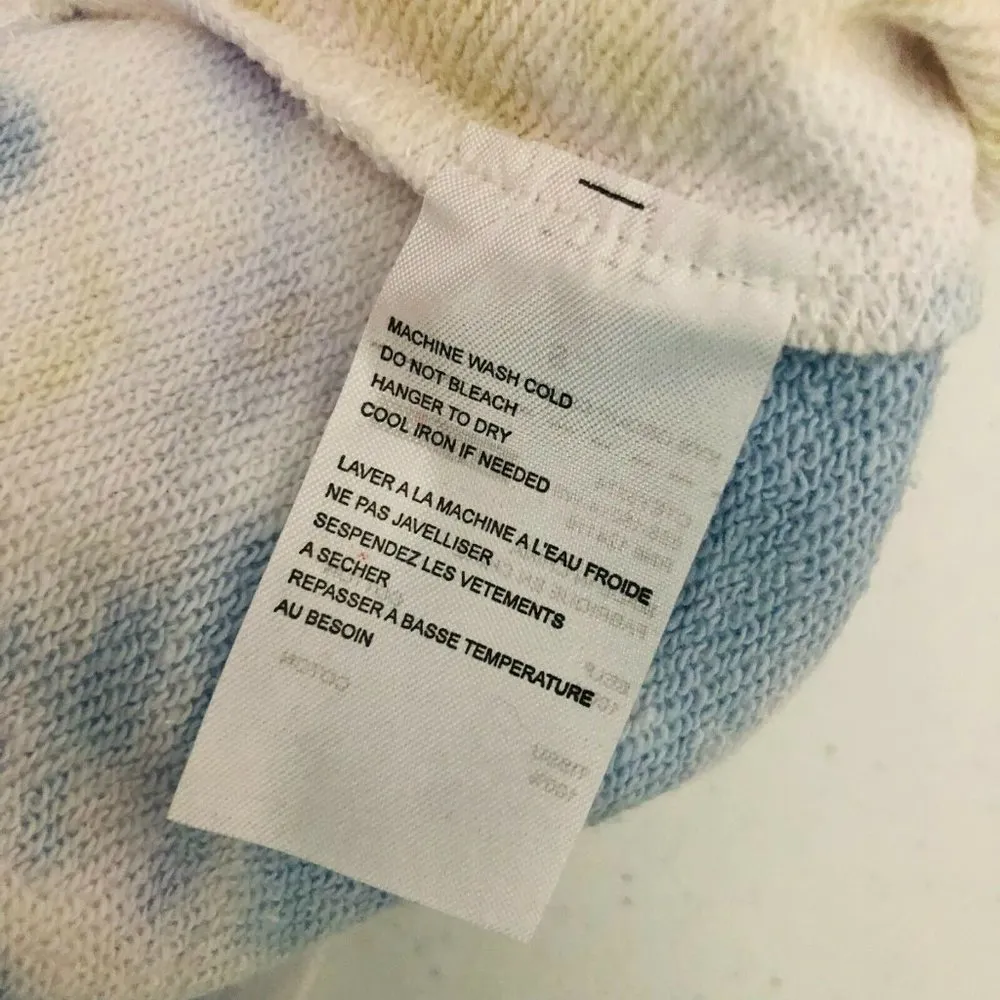 MACHINE WASH COLD
DO NOT BLEACH
HANGER TO DRY
COOL IRON IF NEEDED
LAVER A LA MACHINE A L'EAU FROIDE
NE PAS JAVELLISER
SESPENDEZ LES VETEMENTS
A SECHER
REPASSER A BASSE TEMPERATURE
AU BESOIN